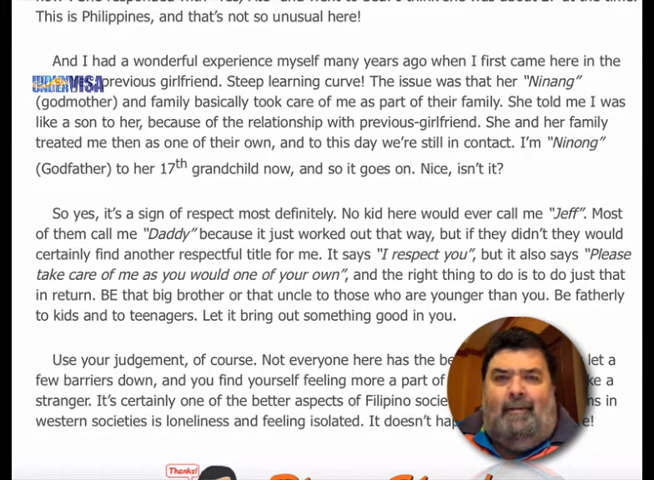 This is Philippines, and that's not so unusual here!
And I had a wonderful experience myself many years ago when I first came here in the
previous girlfriend. Steep learning curve! The issue was that her "Ninang"
(godmother) and family basically took care of me as part of their family. She told me I was
like a son to her, because of the relationship with previous-girlfriend. She and her family
treated me then as one of their own, and to this day we're still in contact. I'm "Ninong"
(Godfather) to her 17th grandchild now, and so it goes on. Nice, isn't it?
So yes, it's a sign of respect most definitely. No kid here would ever call me "Jeff". Most
of them call me "Daddy" because it just worked out that way, but if they didn't they would
certainly find another respectful title for me. It says "I respect you", but it also says "Please
take care of me as you would one of your own", and the right thing to do is to do just that
in return. BE that big brother or that uncle to those who are younger than you. Be fatherly
to kids and to teenagers. Let it bring out something good in you.
Use your judgement, of course. Not everyone here has the be let a
few barriers down, and you find yourself feeling more a part of ke a
stranger. It's certainly one of the better aspects of Filipino socie ms in
western societies is loneliness and feeling isolated. It doesn't hap e!
Thanks!